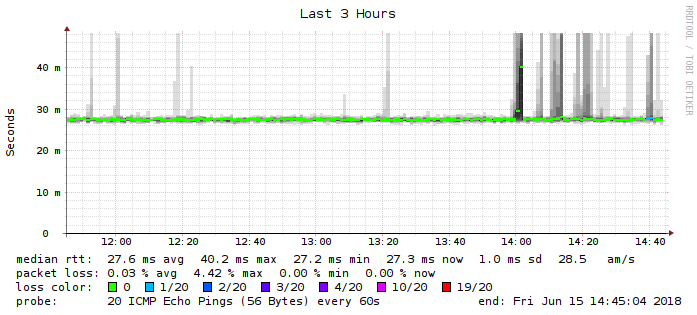 Last 3 Hours
RRDTOOL / TOBI OETIKER
Seconds
40 m
30 m
20 m
10 m
0
12:00 12:20 12:40 13:00 13:20 13:40 14:00 14:20 14:40
median rtt: 27.6 ms avg 40.2 ms max 27.2 ms min 27.3 ms now 1.0 ms sd 28.5 am/s
packet loss: 0.03 % avg 4.42 % max 0.00 % min 0.00 % now
loss color: 0 1/20 2/20 3/20 4/20 10/20 19/20
probe: 20 ICMP Echo Pings (56 Bytes) every 60s end: Fri Jun 15 14:45:04 2018